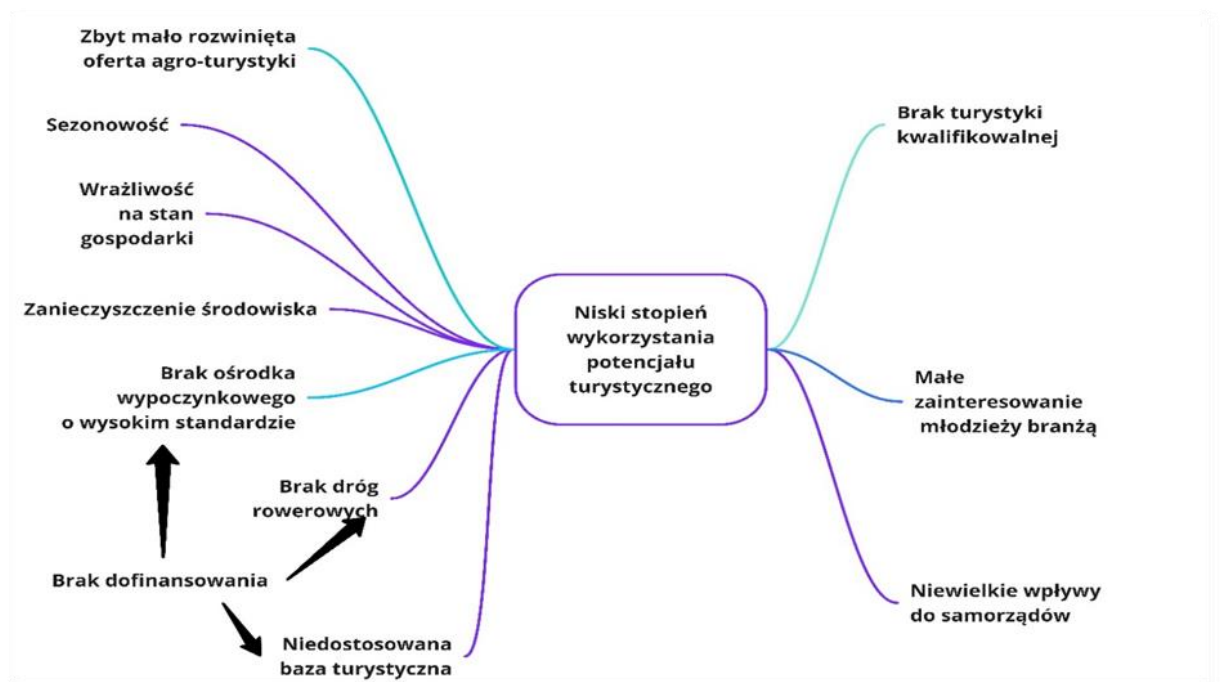 Zbyt mało rozwinięta
oferta agro-turystyki
Sezonowość
Wrażliwość
na stan
gospodarki
Zanieczyszczenie środowiska
Brak ośrodka
wypoczynkowego
o wysokim standardzie
Brak dróg
rowerowych
Brak dofinansowania
Niedostosowana
baza turystyczna
Niski stopień
wykorzystania
potencjału
turystycznego
Brak turystyki
kwalifikowalnej
Małe
zainteresowanie
młodzieży branżą
Niewielkie wpływy
do samorządów